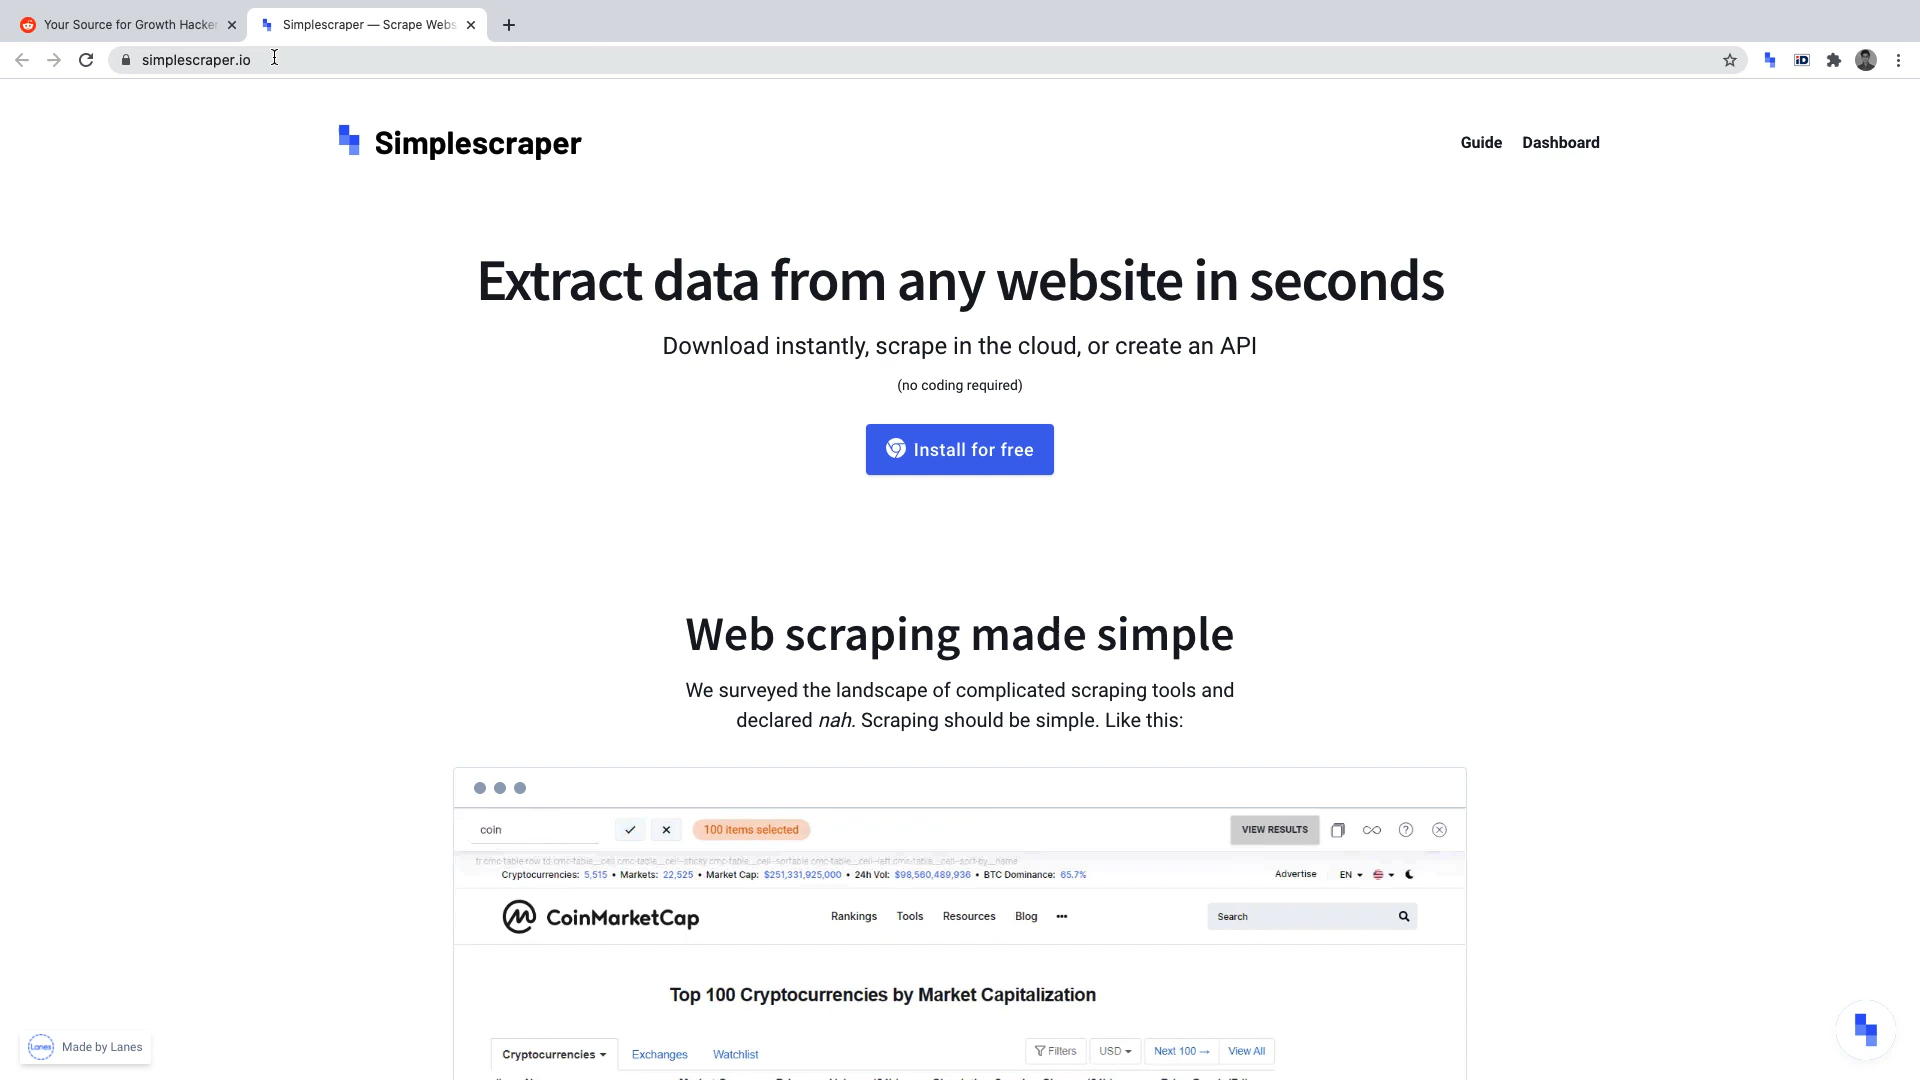 Your Source for Growth Hacker
Simplescraper — Scrape Webs
simplescraper.io
iD
Simplescraper
Guide Dashboard
Extract data from any website in seconds
Download instantly, scrape in the cloud, or create an API
(no coding required)
Install for free
Web scraping made simple
We surveyed the landscape of complicated scraping tools and
declared nah. Scraping should be simple. Like this:
coin
100 items selected
VIEW RESULTS
Cryptocurrencies: 5,515 • Markets: 22,525 • Market Cap: $251,331,925,000 • 24h Vol: $98,560,489,936 • BTC Dominance: 65.7%
Advertise EN
CoinMarketCap
Rankings Tools Resources Blog •••
Search
Top 100 Cryptocurrencies by Market Capitalization
Cryptocurrencies Exchanges Watchlist
Filters USD Next 100 → View All
Lanes Made by Lanes